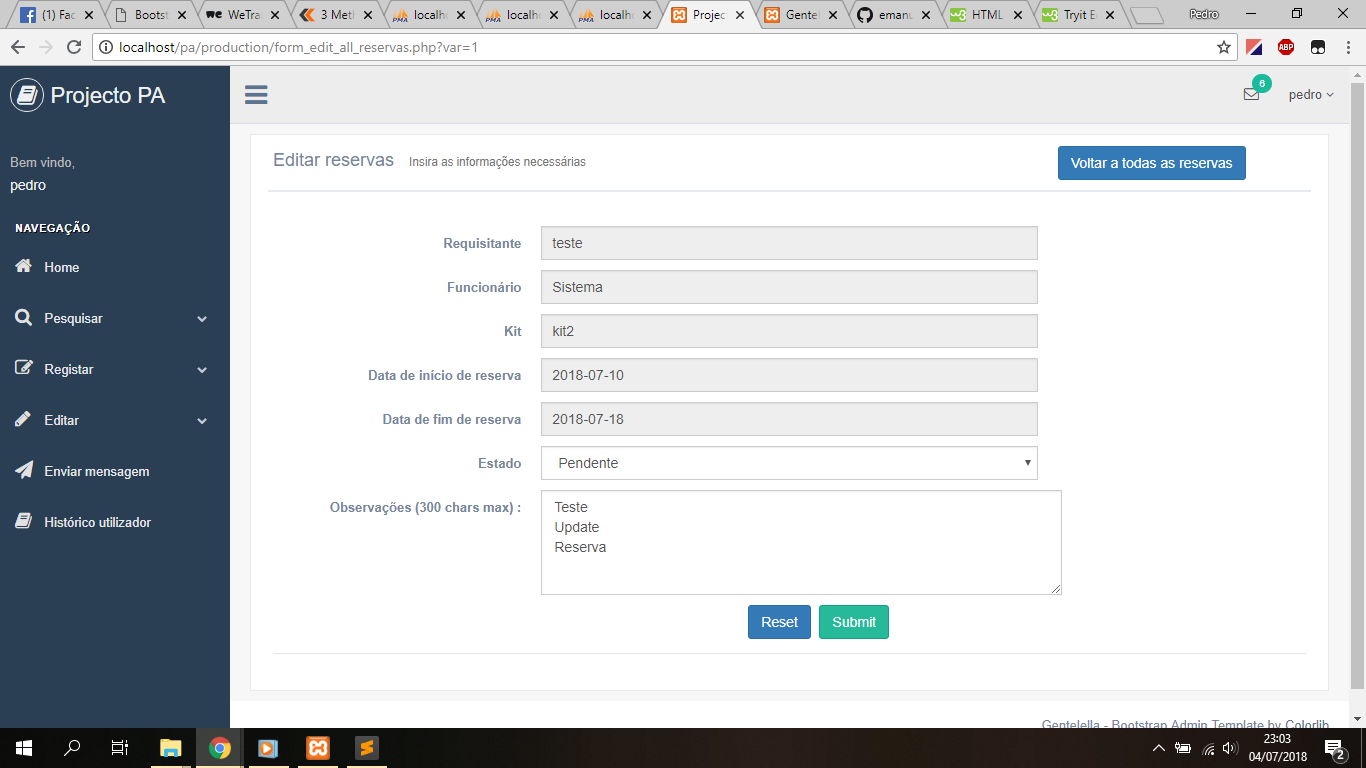 (1) Fac
Bootst
WeTra
3 Met
localh
localh
localh
Projec
Gentel
emanu
HTML
Tryit E
Pedro
localhost/pa/production/form_edit_all_reservas.php?var=1
ABP
Projecto PA
6
pedro
Bem vindo,
pedro
NAVEGAÇÃO
Home
Pesquisar
Registar
Editar
Enviar mensagem
Histórico utilizador
Editar reservas Insira as informações necessárias
Voltar a todas as reservas
Requisitante teste
Funcionário Sistema
Kit kit2
Data de início de reserva 2018-07-10
Data de fim de reserva 2018-07-18
Estado Pendente
Observações (300 chars max) : Teste
Update
Reserva
Reset Submit
Gentelella - Bootstrap Admin Template by Colorlib
23:03
04/07/2018
2